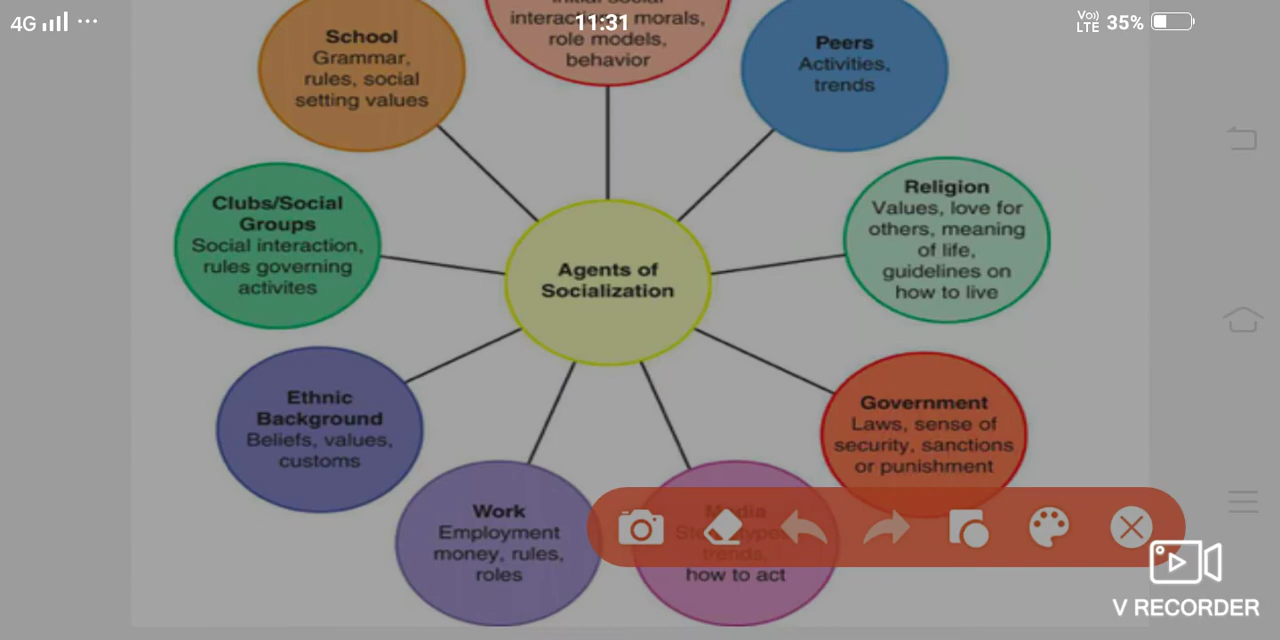 4G
11:31
Vo)
LTE
35%
morals,
role models,
behavior
School
Grammar,
rules, social
setting values
Peers
Activities,
trends
Clubs/Social
Groups
Social interaction,
rules governing
activites
Religion
Values, love for
others, meaning
of life,
guidelines on
how to live
Agents of
Socialization
Ethnic
Background
Beliefs, values,
customs
Government
Laws, sense of
security, sanctions
or punishment
Work
Employment
money, rules,
roles
Media
trends,
how to act
V RECORDER